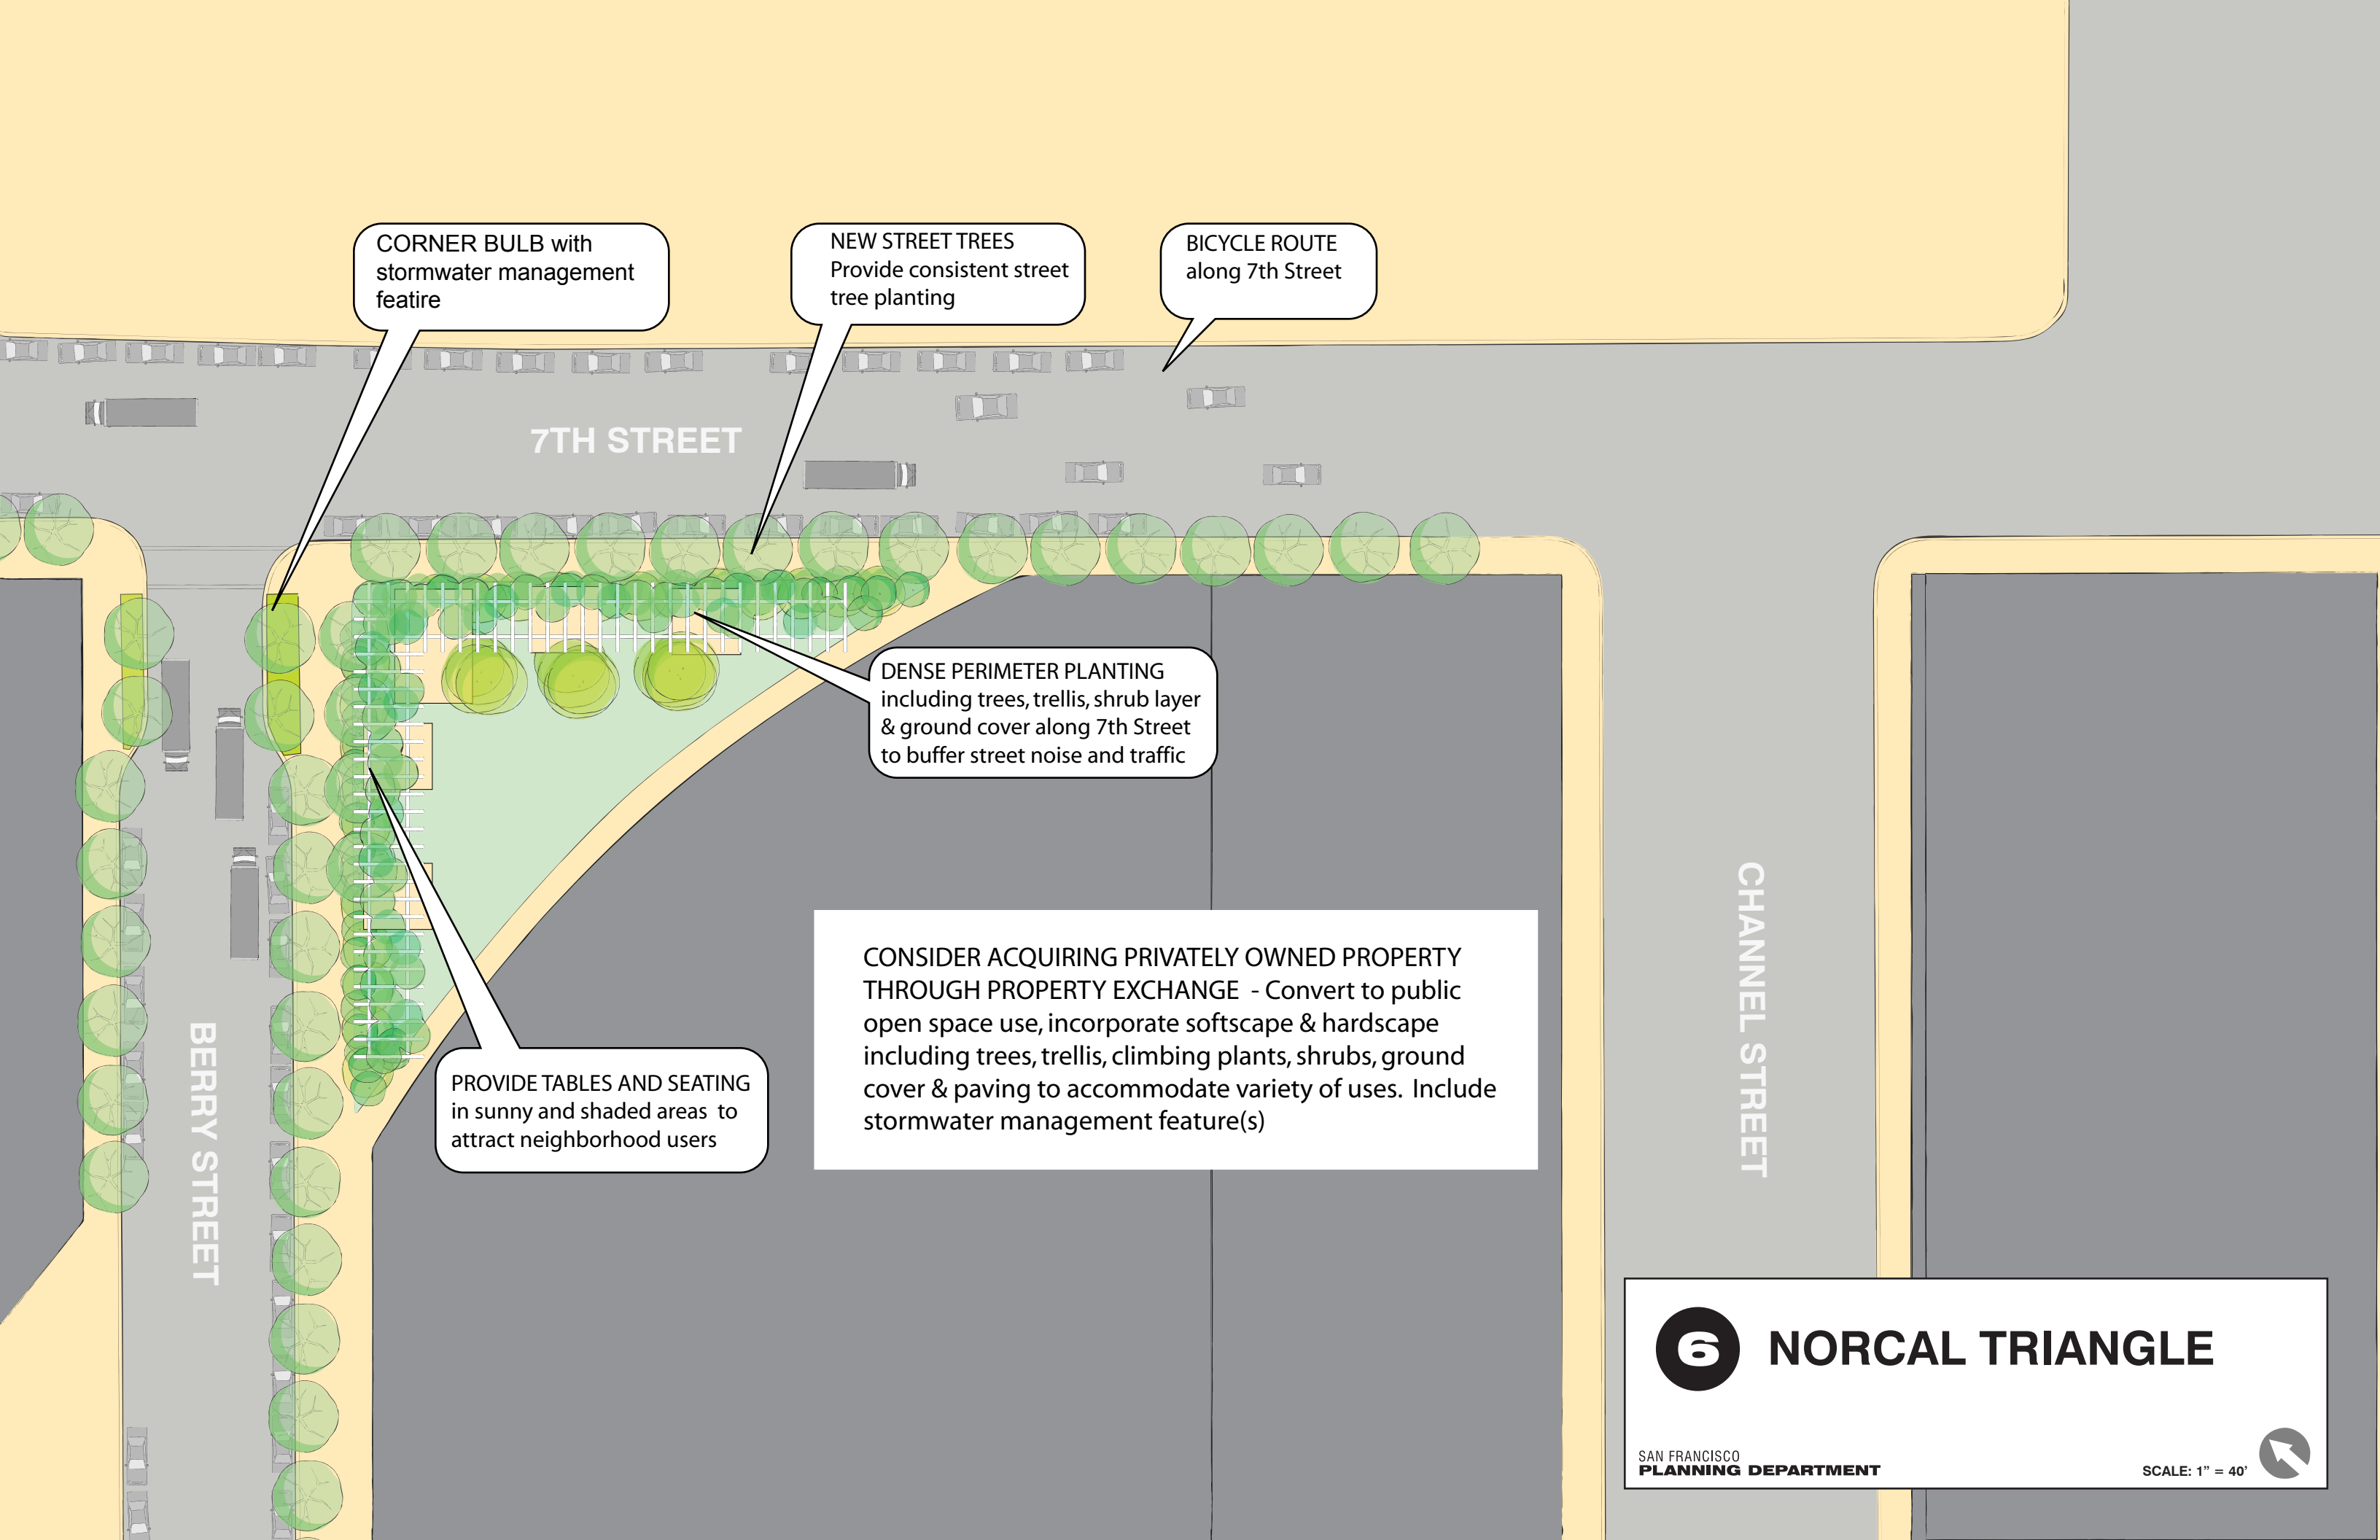 CORNER BULB with
stormwater management
featire
NEW STREET TREES
Provide consistent street
tree planting
BICYCLE ROUTE
along 7th Street
7TH STREET
DENSE PERIMETER PLANTING
including trees, trellis, shrub layer
& ground cover along 7th Street
to buffer street noise and traffic
CONSIDER ACQUIRING PRIVATELY OWNED PROPERTY
THROUGH PROPERTY EXCHANGE - Convert to public
open space use, incorporate softscape & hardscape
including trees, trellis, climbing plants, shrubs, ground
cover & paving to accommodate variety of uses. Include
stormwater management feature(s)
PROVIDE TABLES AND SEATING
in sunny and shaded areas to
attract neighborhood users
BERRY STREET
CHANNEL STREET
6 NORCAL TRIANGLE
SAN FRANCISCO
PLANNING DEPARTMENT
SCALE: 1" = 40'